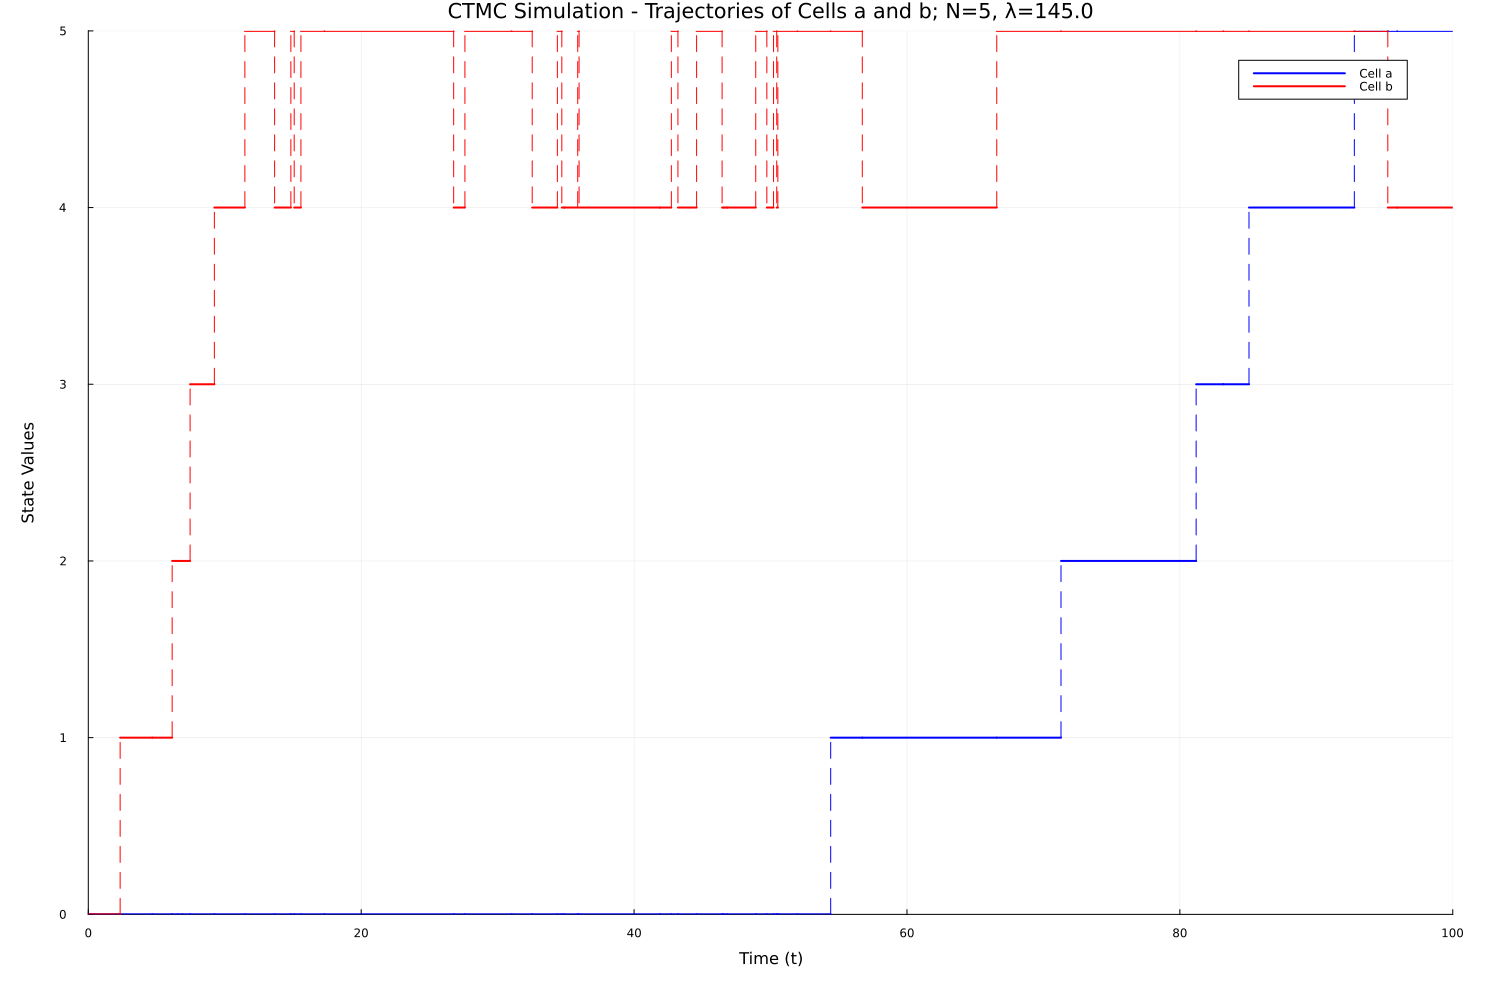 CTMC Simulation - Trajectories of Cells a and b; N=5, λ=145.0
5
Cell a
Cell b
4
3
State Values
2
1
0
0 20 40 60 80 100
Time (t)